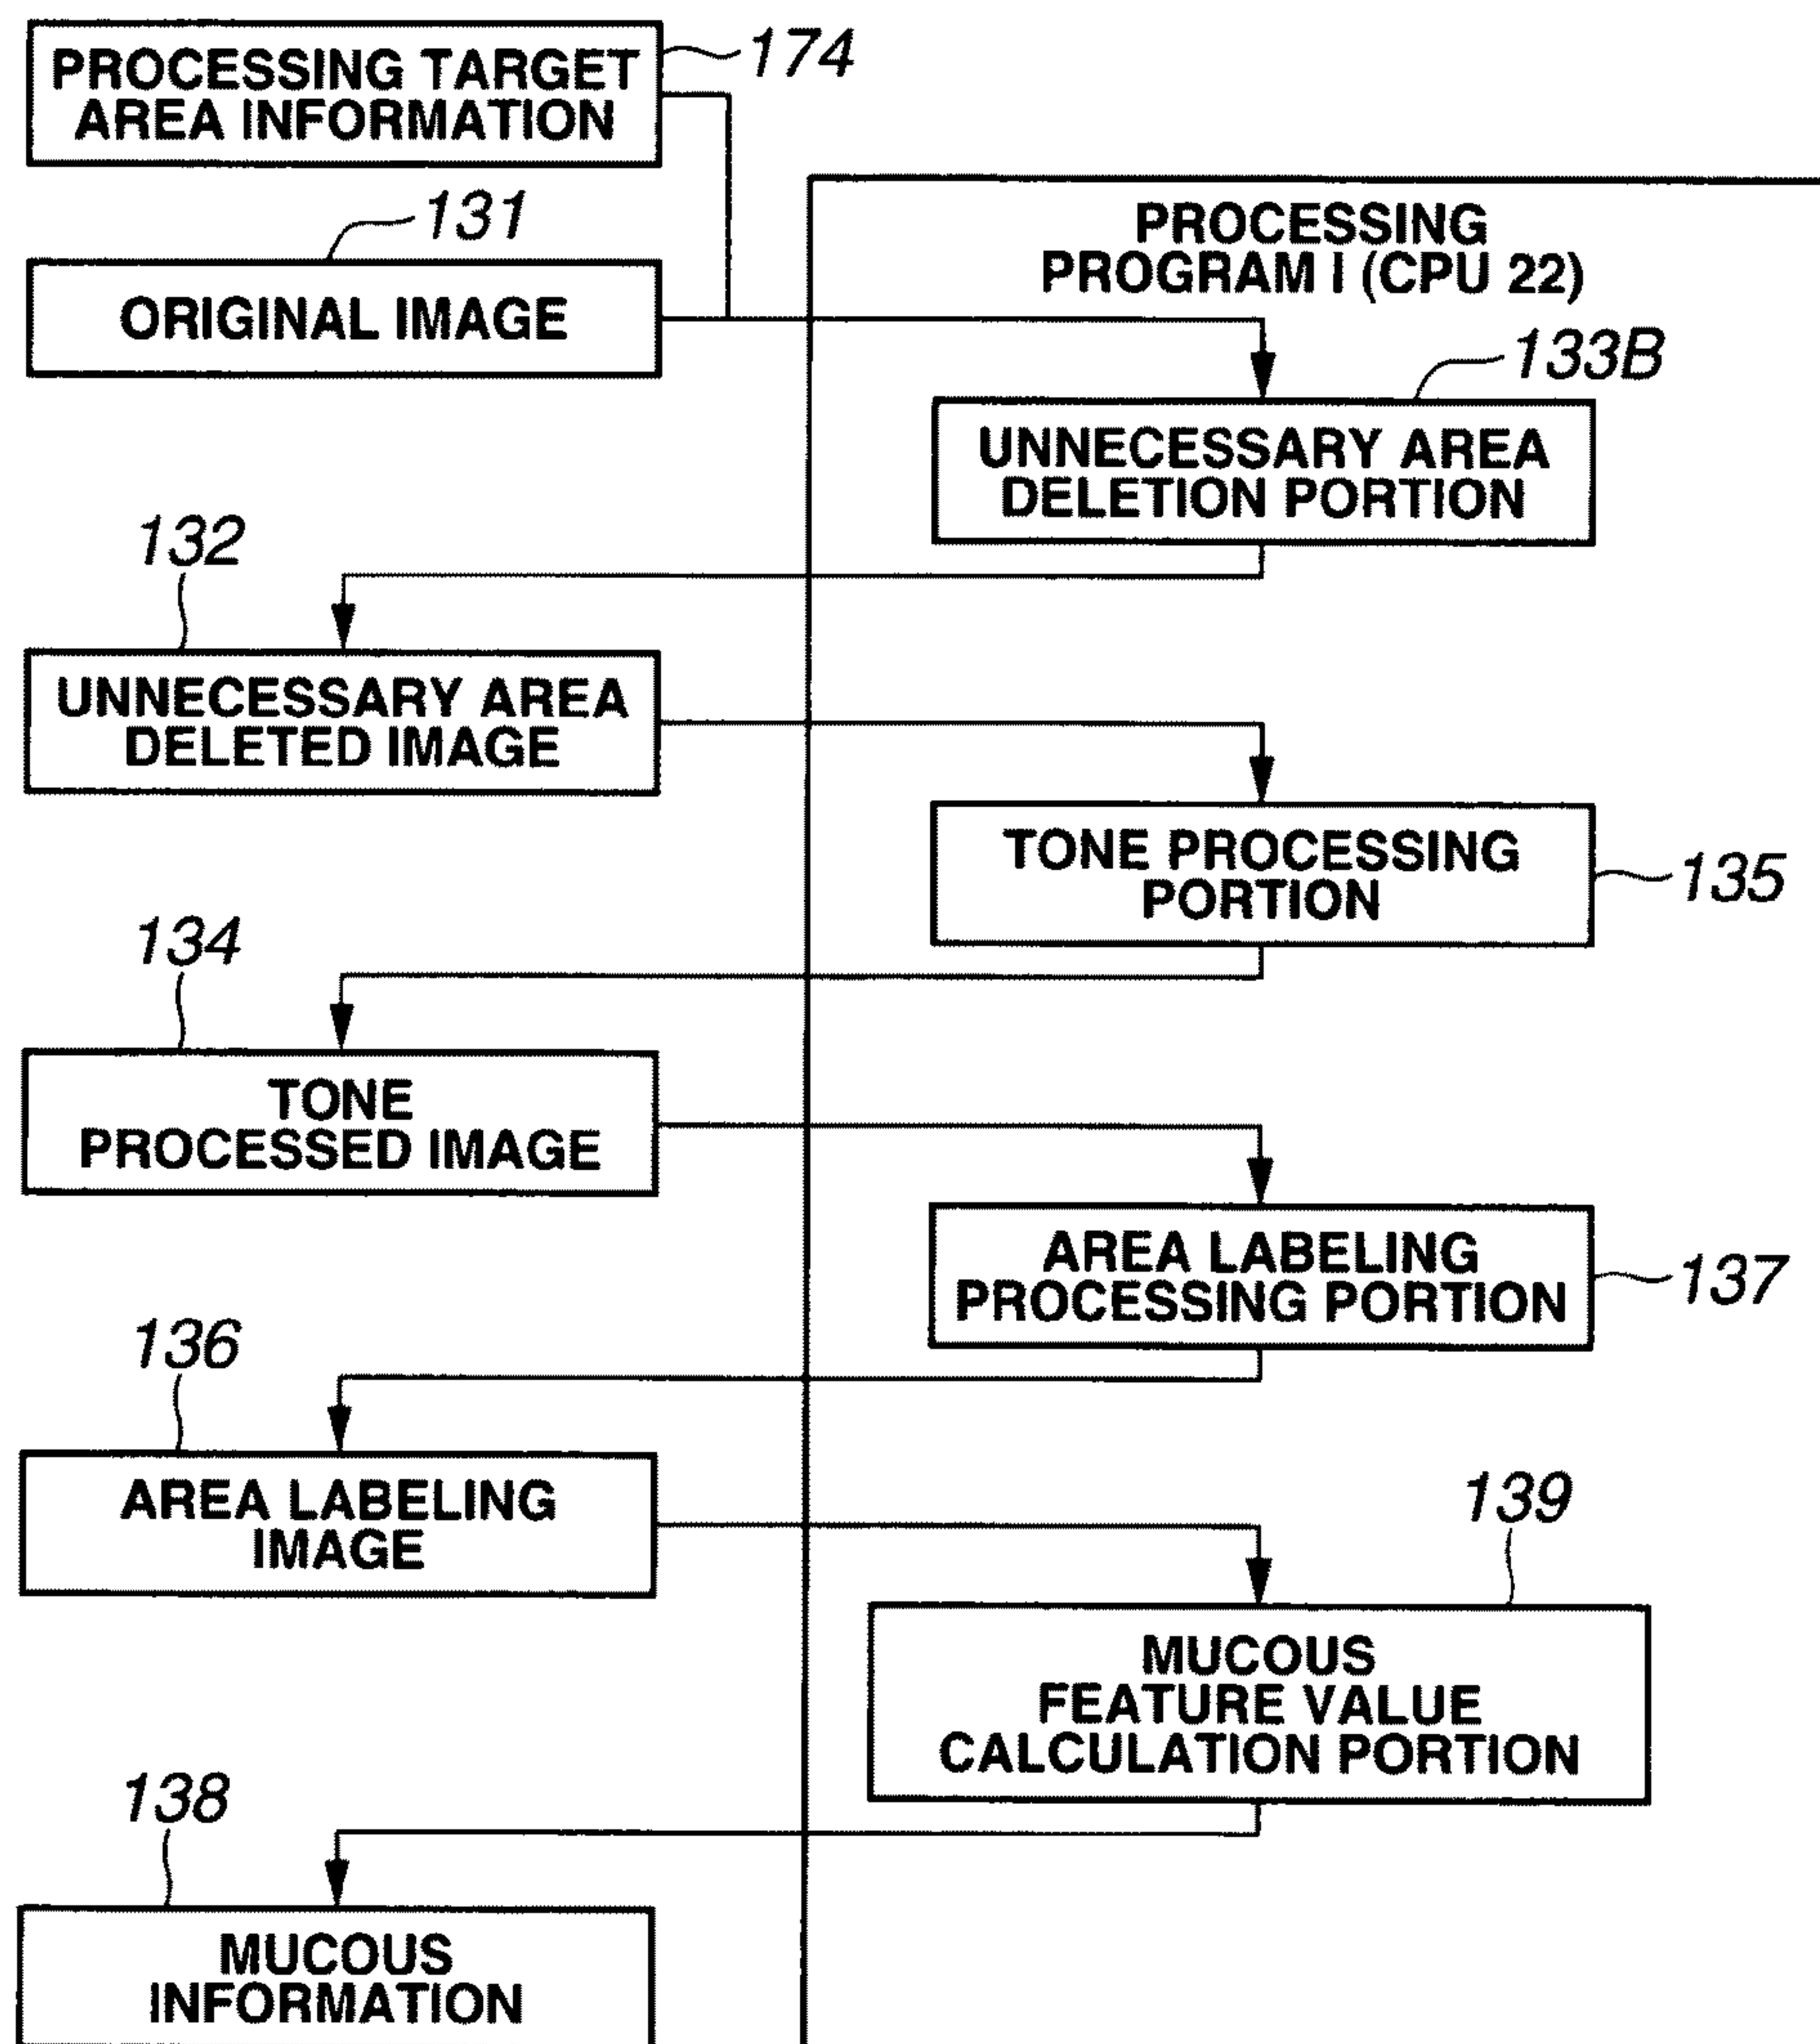 174
PROCESSING TARGET
AREA INFORMATION
131
ORIGINAL IMAGE
PROCESSING
PROGRAM I (CPU 22)
133B
UNNECESSARY AREA
DELETION PORTION
132
UNNECESSARY AREA
DELETED IMAGE
TONE PROCESSING
PORTION
135
134
TONE
PROCESSED IMAGE
AREA LABELING
PROCESSING PORTION
137
136
AREA LABELING
IMAGE
139
MUCOUS
FEATURE VALUE
CALCULATION PORTION
138
MUCOUS
INFORMATION